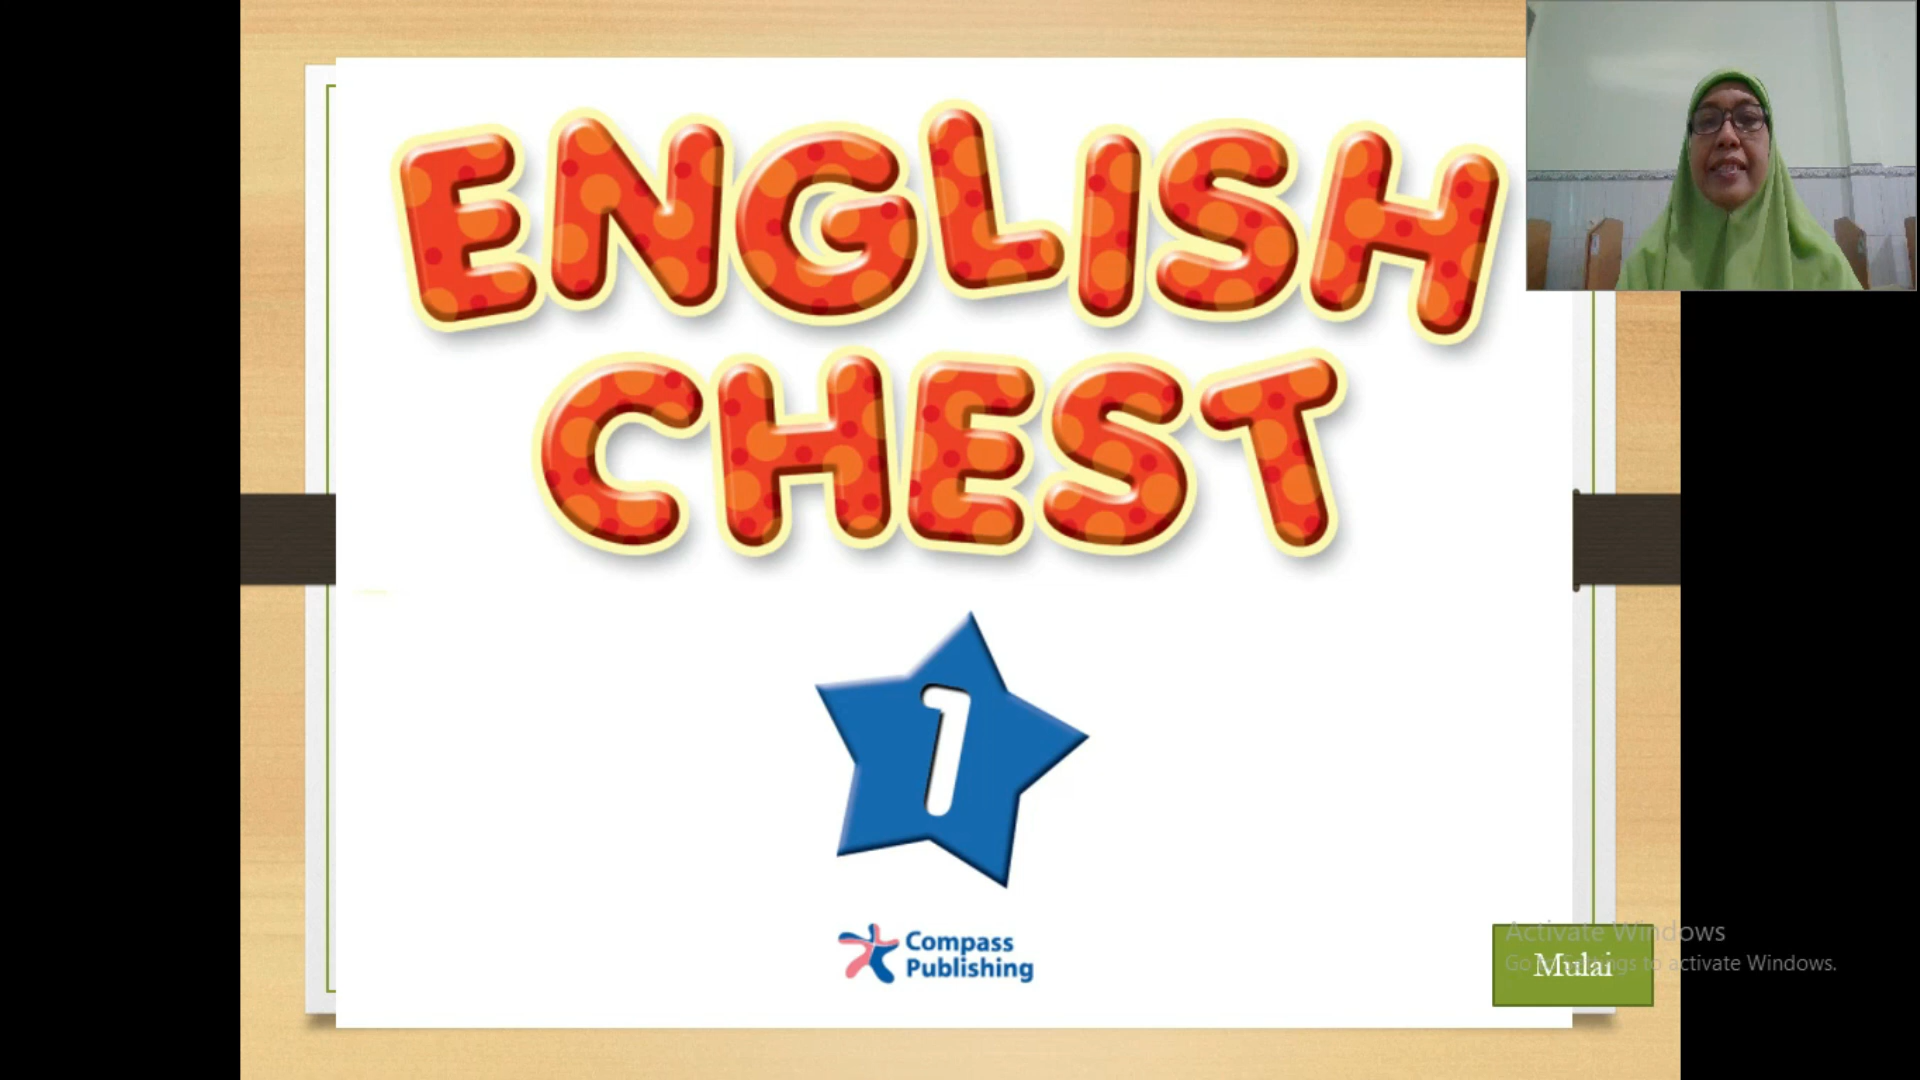 ENGLISH
CHEST
1
Compass
Publishing
Mulai
Activate Windows
Go to Settings to activate Windows.